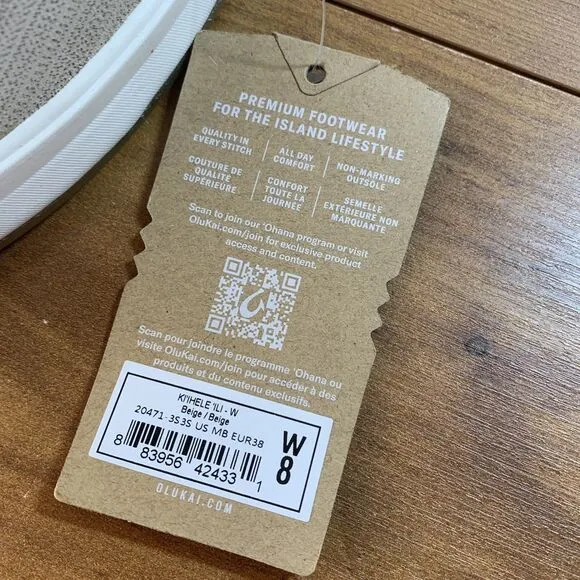 PREMIUM FOOTWEAR
FOR THE ISLAND LIFESTYLE
QUALITY IN
EVERY STITCH
ALL DAY
COMFORT
NON-MARKING
OUTSOLE
COUTURE DE
QUALITÉ
SUPÉRIEURE
CONFORT
TOUTE LA
JOURNÉE
SEMELLE
EXTÉRIEURE NON
MARQUANTE
Scan to join our 'Ohana program or visit
OluKai.com/join for exclusive product
access and content.
Scan pour joindre le programme 'Ohana ou
visite OluKai.com/join pour accéder à des
produits et du contenu exclusifs.
KI'IHELE 'ILI - W
Beige / Beige
20471-3S3S US MB EUR38
W
8
8 83956 42433 1
OLUKAI.COM